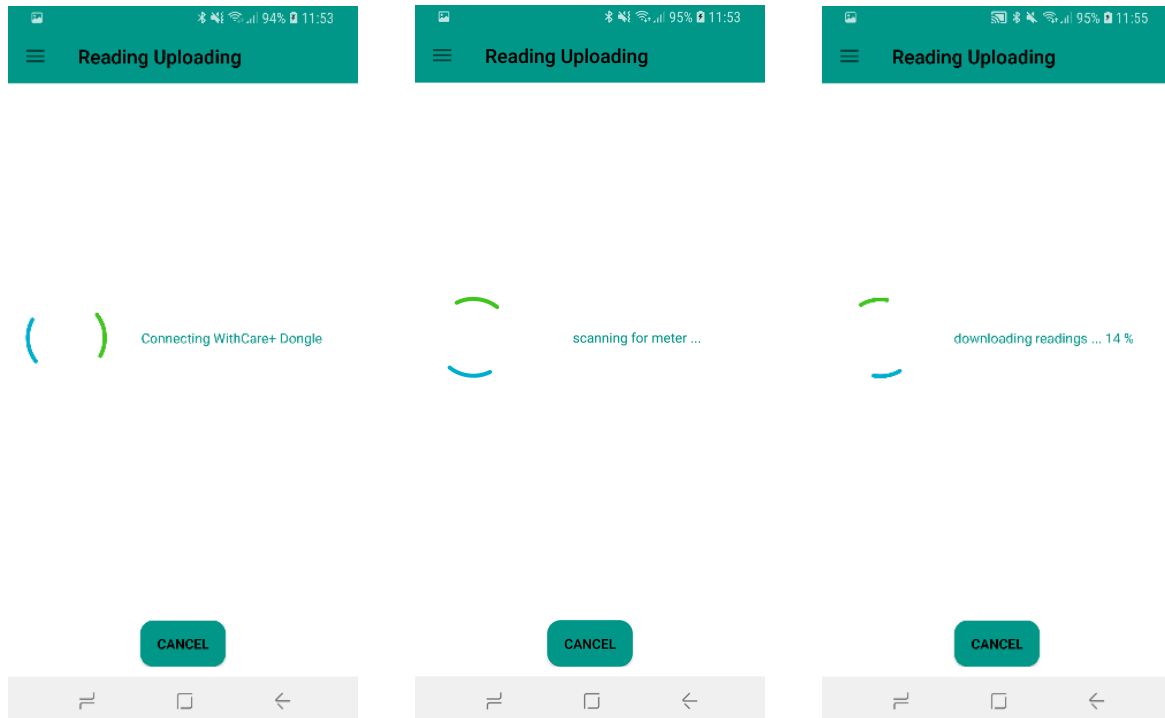 94% 11:53
Reading Uploading
Connecting WithCare+ Dongle
CANCEL
95% 11:53
Reading Uploading
scanning for meter ...
CANCEL
95% 11:55
Reading Uploading
downloading readings ... 14 %
CANCEL